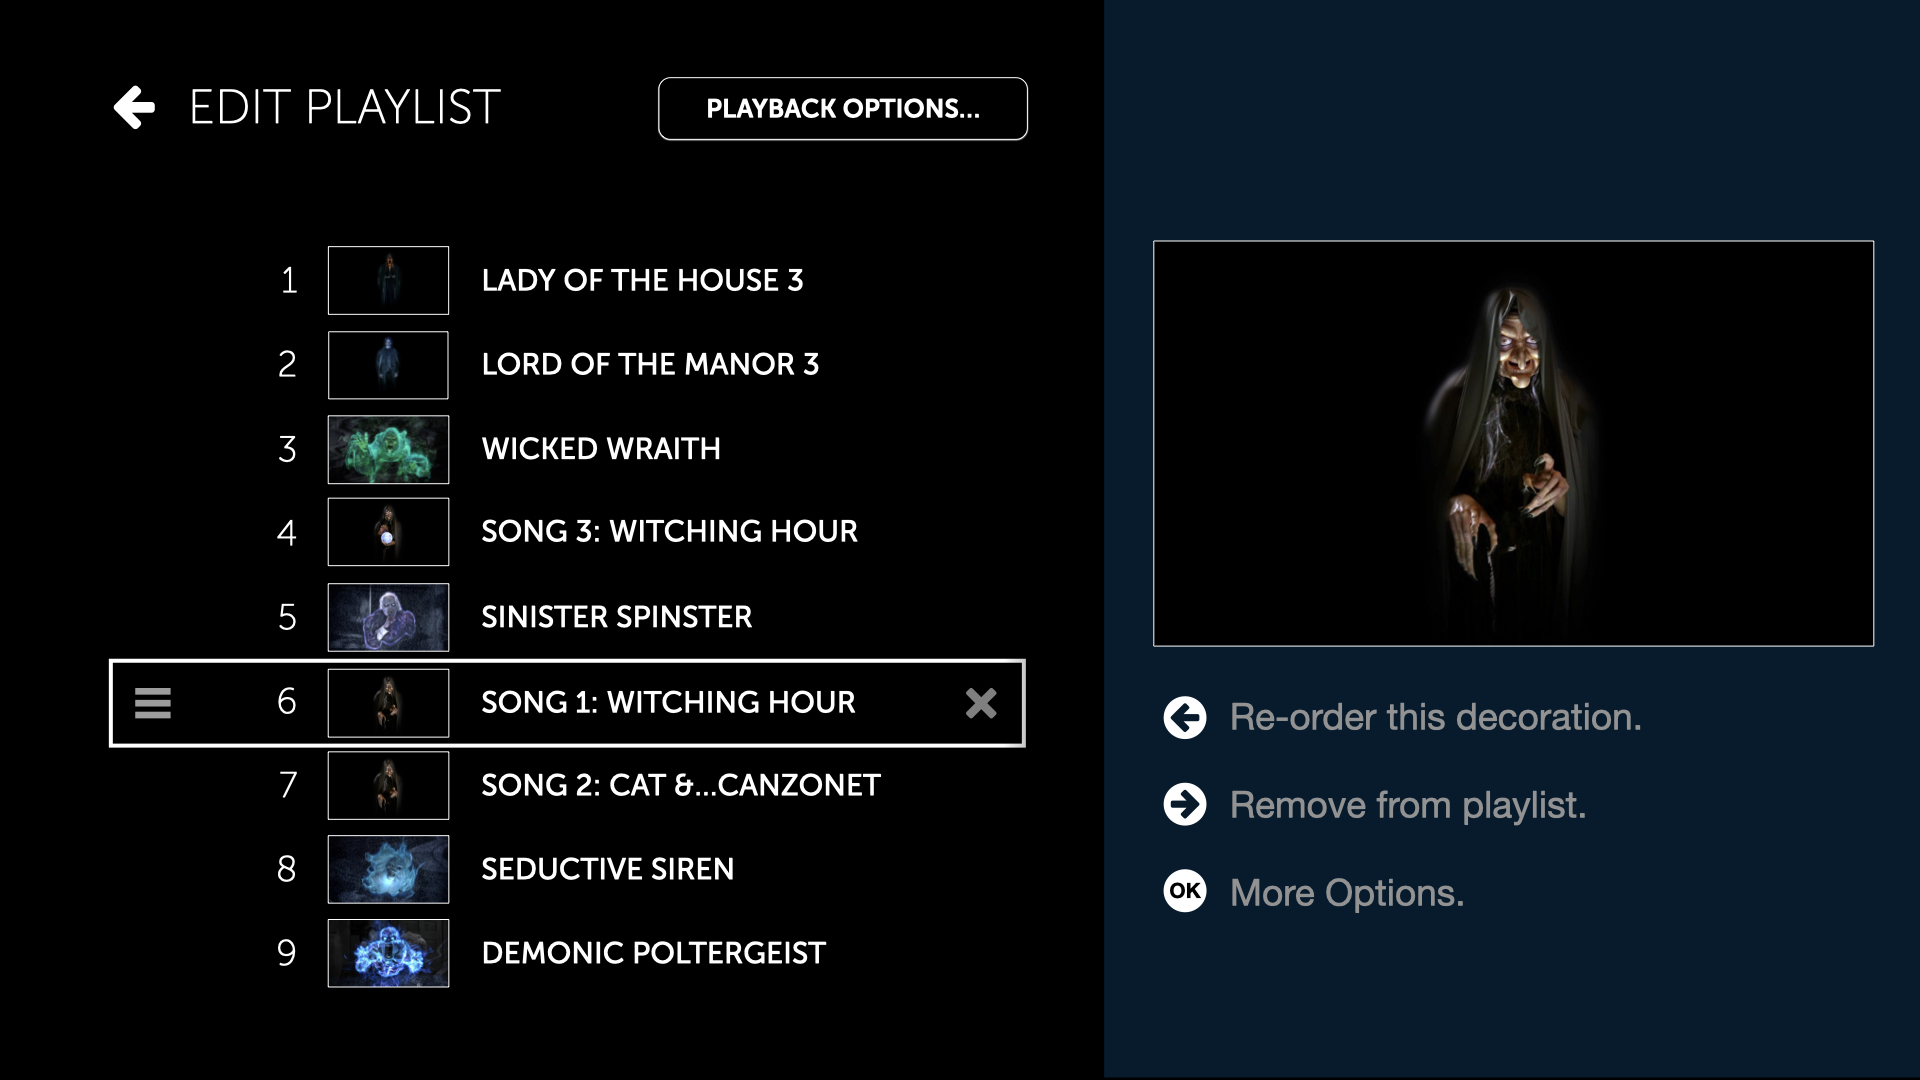 EDIT PLAYLIST
PLAYBACK OPTIONS...
1 LADY OF THE HOUSE 3
2 LORD OF THE MANOR 3
3 WICKED WRAITH
4 SONG 3: WITCHING HOUR
5 SINISTER SPINSTER
6 SONG 1: WITCHING HOUR
7 SONG 2: CAT &...CANZONET
8 SEDUCTIVE SIREN
9 DEMONIC POLTERGEIST
Re-order this decoration.
Remove from playlist.
OK More Options.